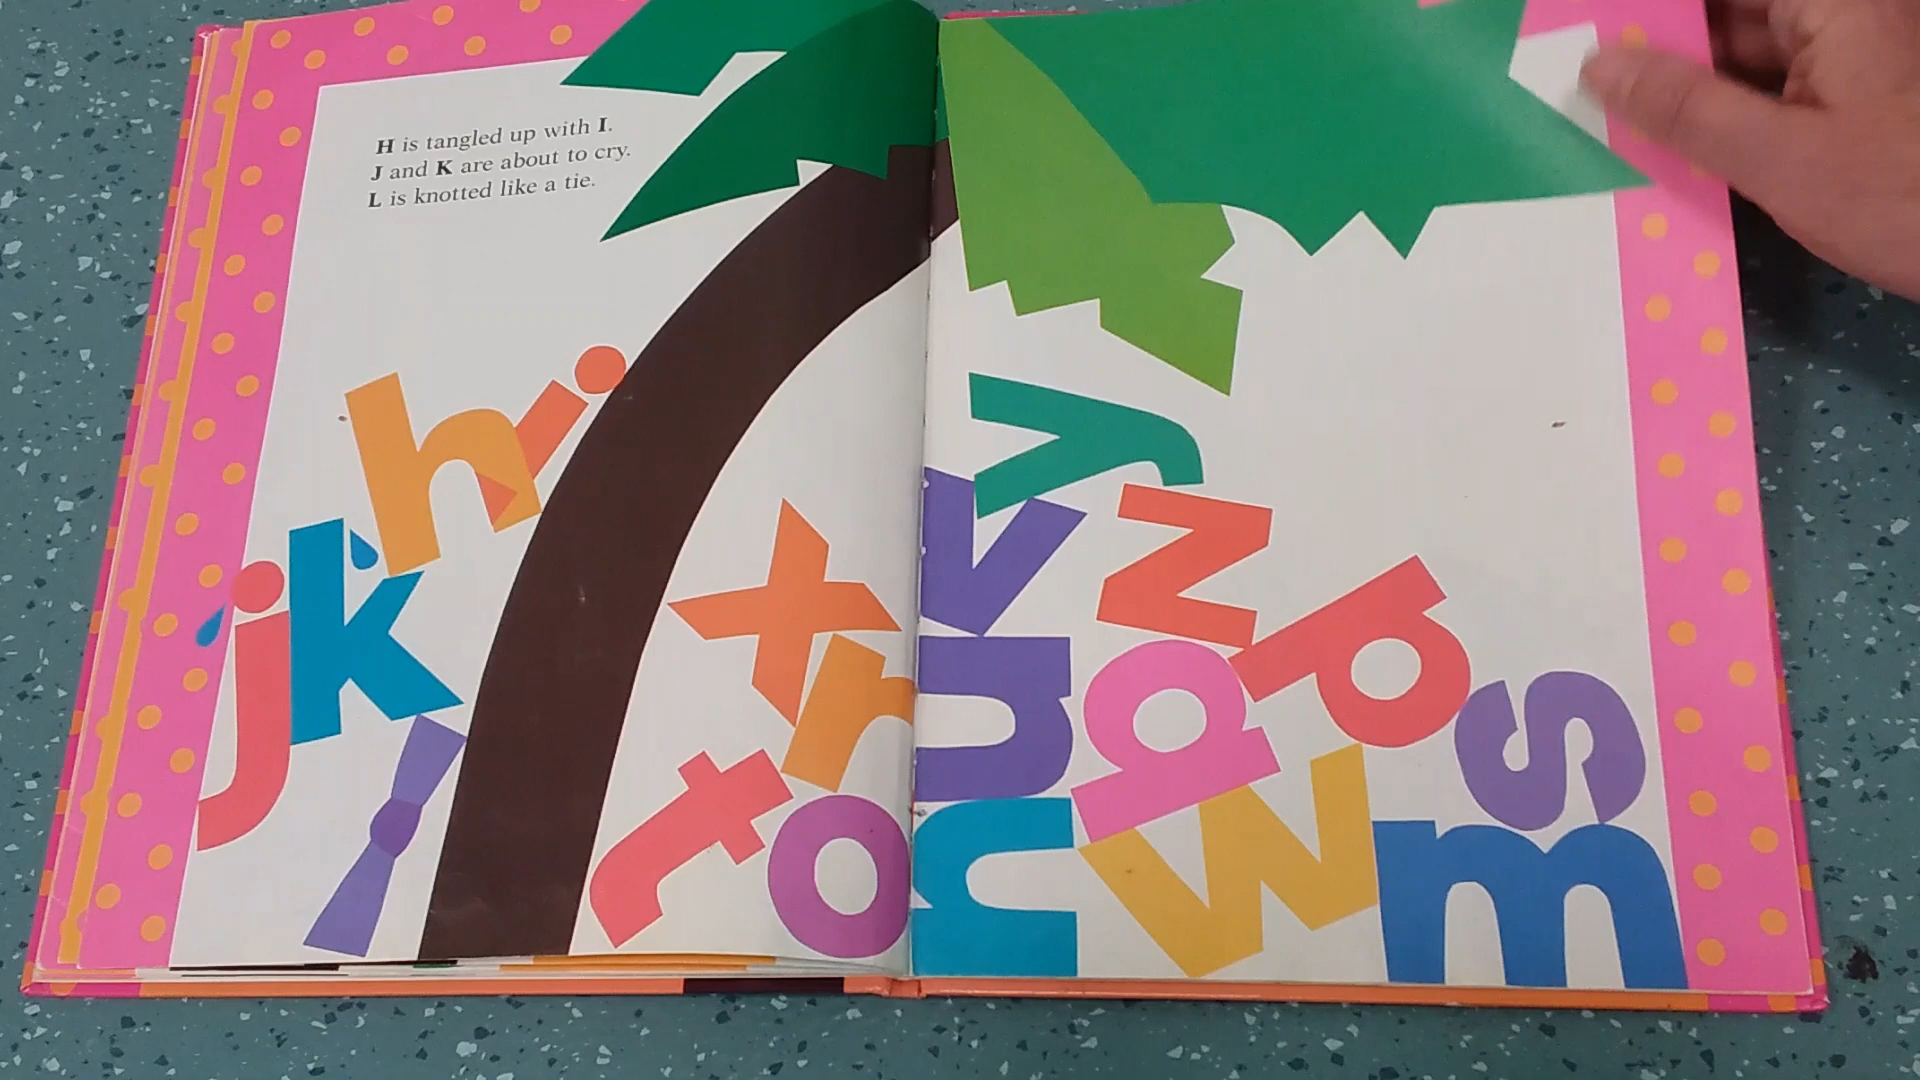 H is tangled up with I.
J and K are about to cry.
L is knotted like a tie.
h i
j k
l
x r t o
y
v z
u q p s
n w m